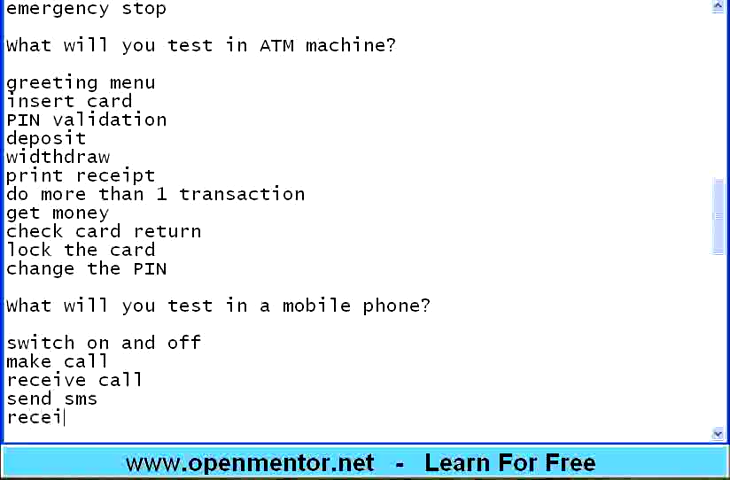 emergency stop
What will you test in ATM machine?
greeting menu
insert card
PIN validation
deposit
widthdraw
print receipt
do more than 1 transaction
get money
check card return
lock the card
change the PIN
What will you test in a mobile phone?
switch on and off
make call
receive call
send sms
recei
www.openmentor.net - Learn For Free